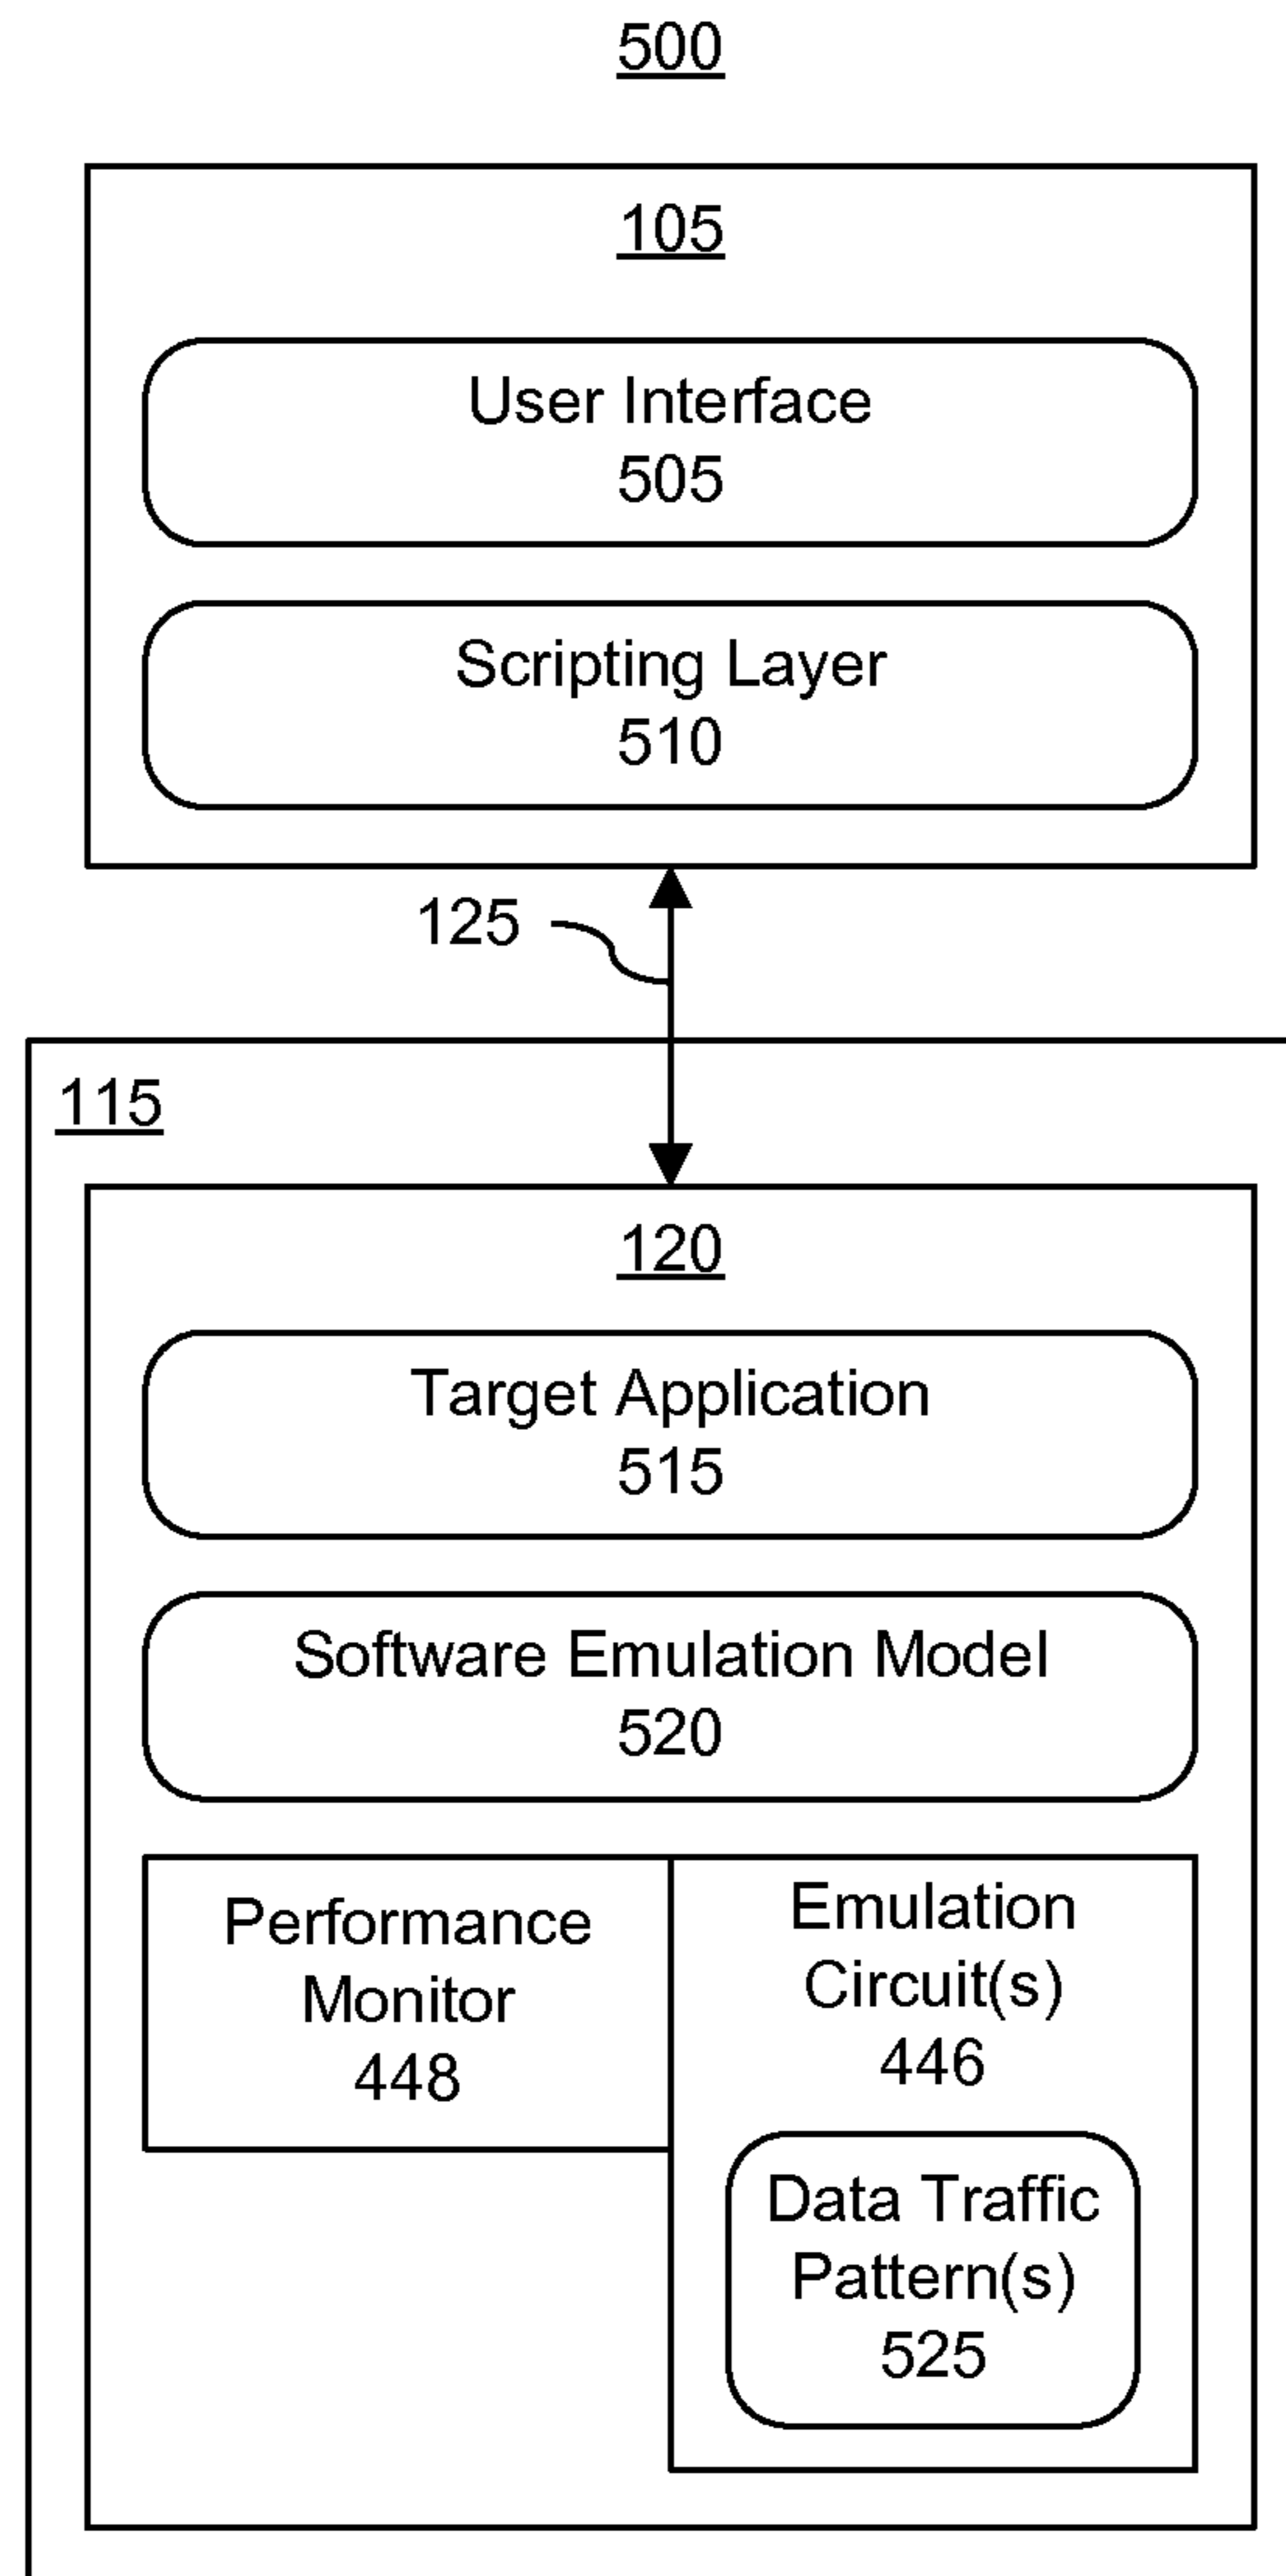 500
105
User Interface
505
Scripting Layer
510
125
115
120
Target Application
515
Software Emulation Model
520
Performance
Monitor
448
Emulation
Circuit(s)
446
Data Traffic
Pattern(s)
525